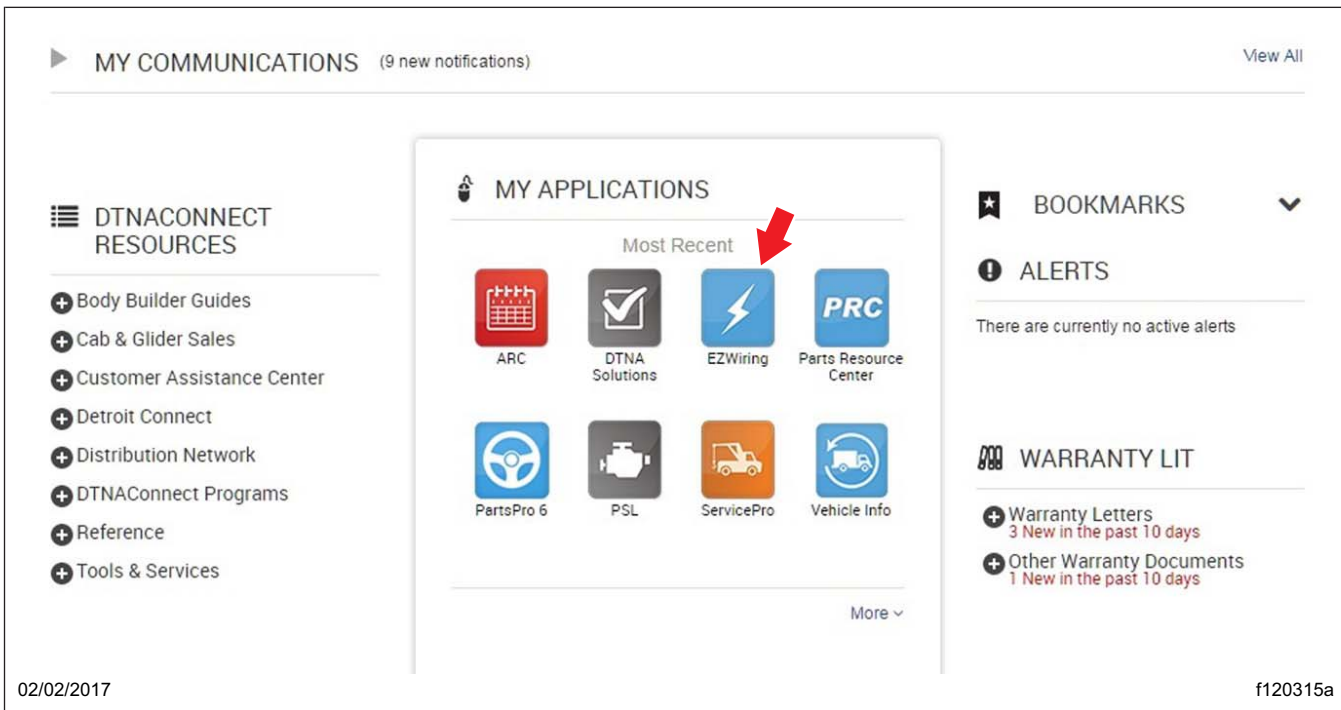 MY COMMUNICATIONS (9 new notifications)
View All
DTNACONNECT
RESOURCES
Body Builder Guides
Cab & Glider Sales
Customer Assistance Center
Detroit Connect
Distribution Network
DTNAConnect Programs
Reference
Tools & Services
MY APPLICATIONS
Most Recent
ARC
DTNA
Solutions
EZWiring
PRC
Parts Resource
Center
PartsPro 6
PSL
ServicePro
Vehicle Info
More
BOOKMARKS
ALERTS
There are currently no active alerts
WARRANTY LIT
Warranty Letters
3 New in the past 10 days
Other Warranty Documents
1 New in the past 10 days
02/02/2017
f120315a